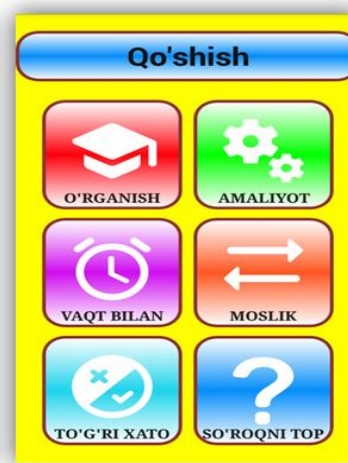 Qo'shish
O'RGANISH
AMALIYOT
VAQT BILAN
MOSLIK
TO'G'RI XATO
SO'ROQNI TOP